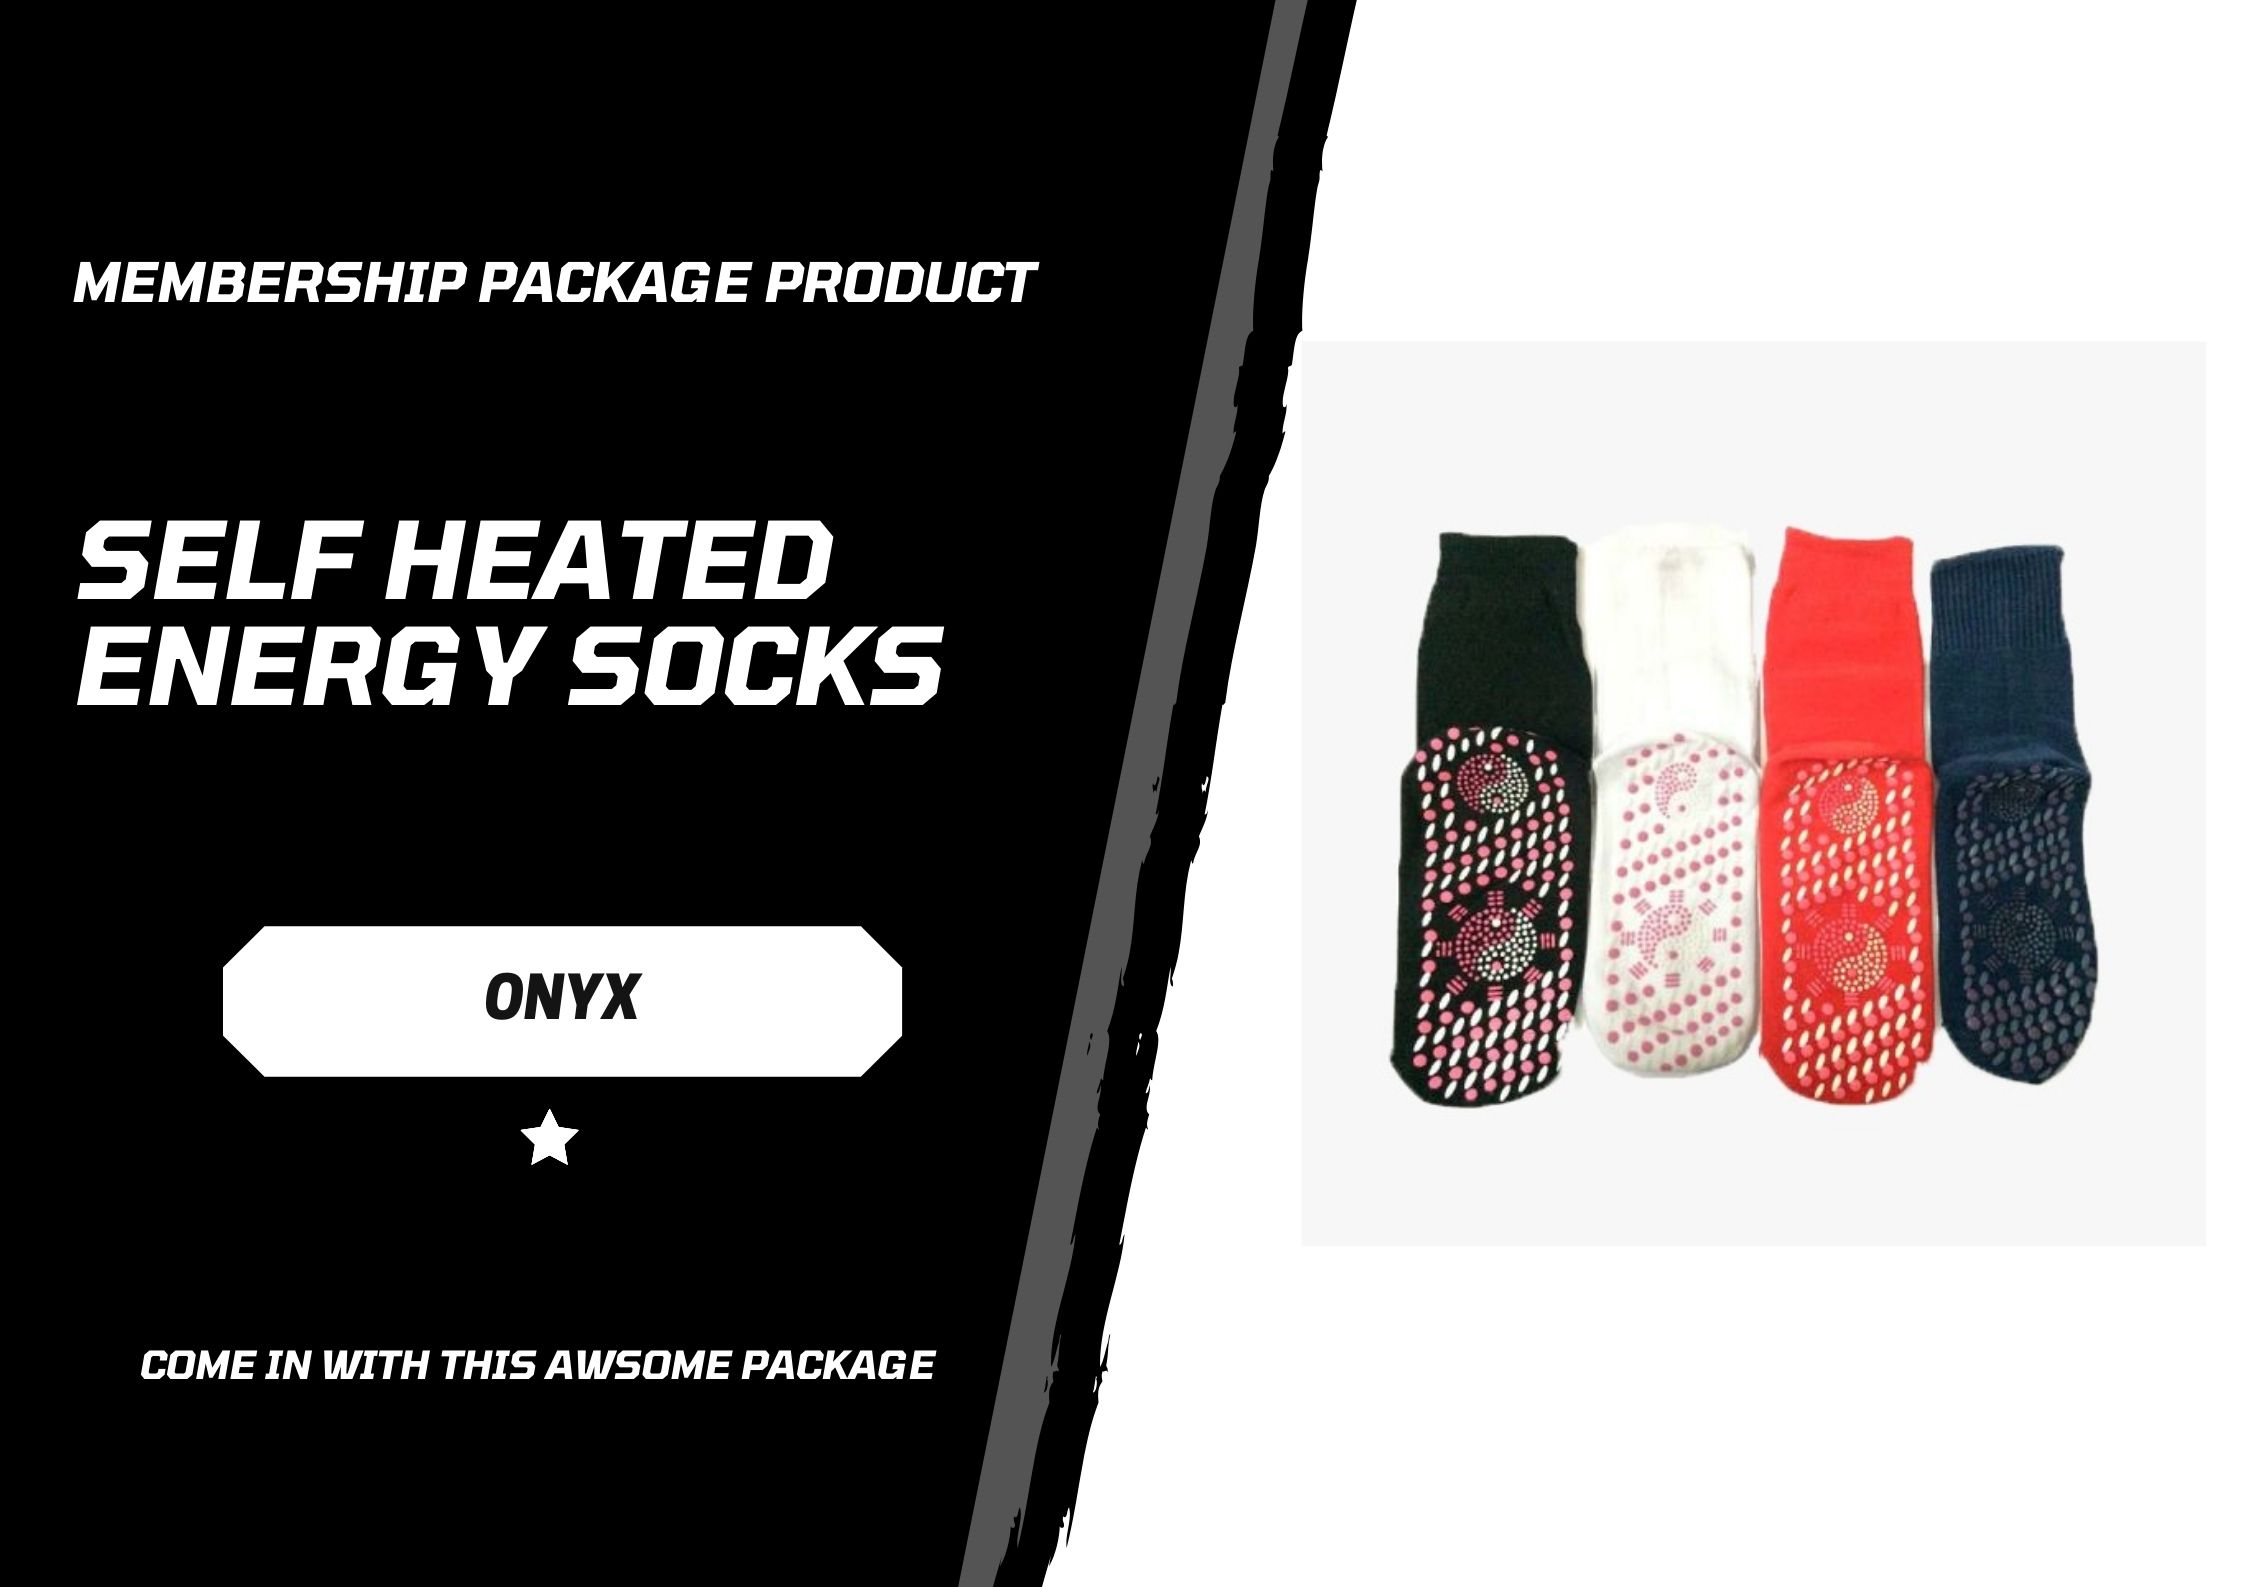 MEMBERSHIP PACKAGE PRODUCT
SELF HEATED
ENERGY SOCKS
ONYX
COME IN WITH THIS AWSOME PACKAGE